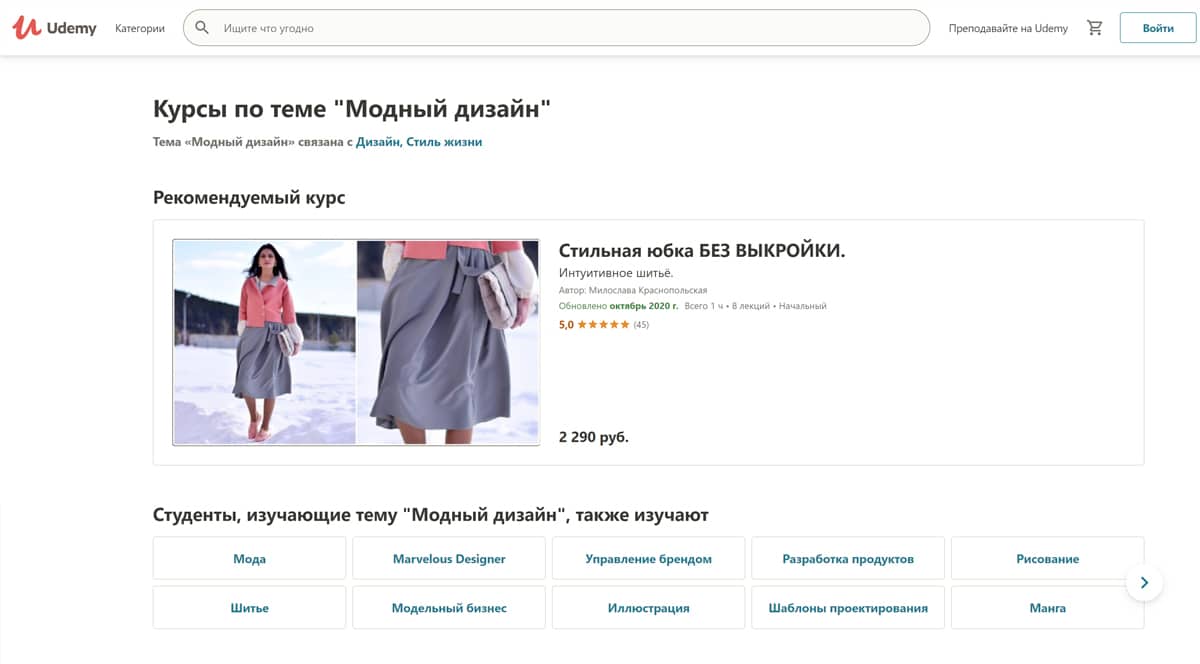 Udemy Категории Ищите что угодно Преподавайте на Udemy Войти
Курсы по теме "Модный дизайн"
Тема «Модный дизайн» связана с Дизайн, Стиль жизни
Рекомендуемый курс
Стильная юбка БЕЗ ВЫКРОЙКИ.
Интуитивное шитьё.
Автор: Милослава Краснопольская
Обновлено октябрь 2020 г. Всего 1 ч • 8 лекций • Начальный
5,0 ★★★★★ (45)
2 290 руб.
Студенты, изучающие тему "Модный дизайн", также изучают
Мода Marvelous Designer Управление брендом Разработка продуктов Рисование
Шитье Модельный бизнес Иллюстрация Шаблоны проектирования Манга